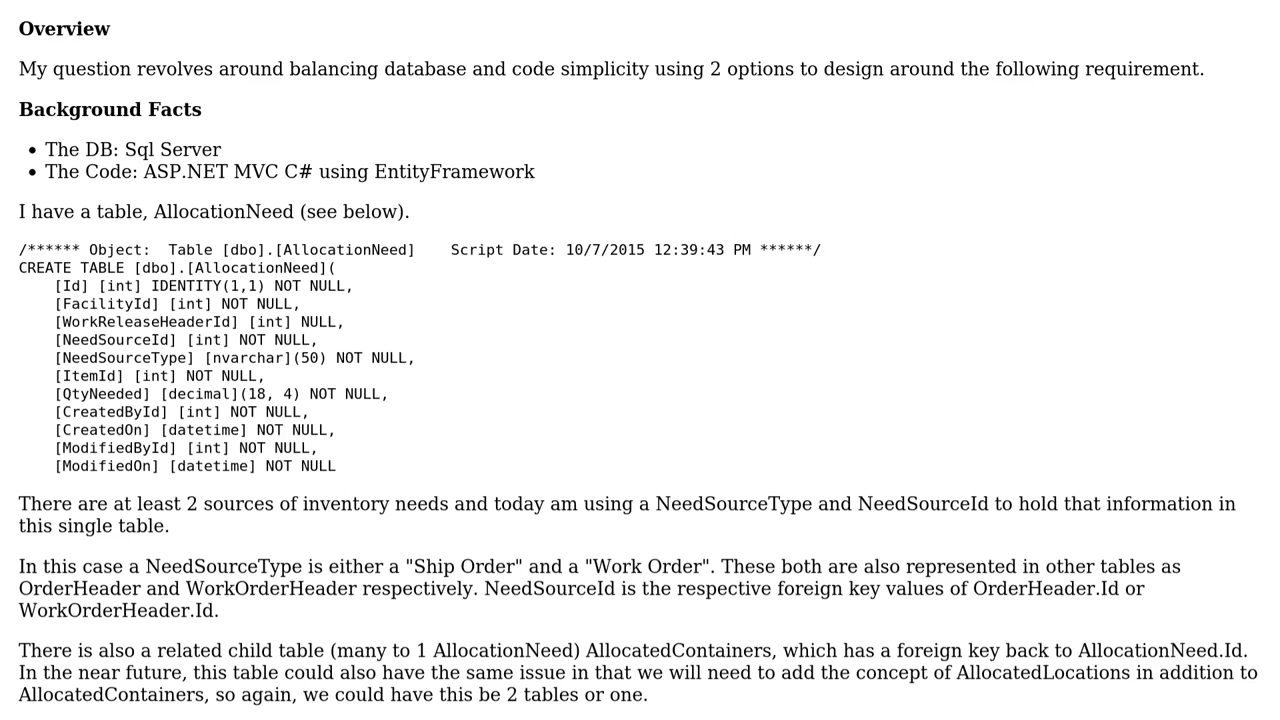 Overview
My question revolves around balancing database and code simplicity using 2 options to design around the following requirement.
Background Facts
• The DB: Sql Server
• The Code: ASP.NET MVC C# using EntityFramework
I have a table, AllocationNeed (see below).
/****** Object:  Table [dbo].[AllocationNeed]    Script Date: 10/7/2015 12:39:43 PM ******/
CREATE TABLE [dbo].[AllocationNeed](
    [Id] [int] IDENTITY(1,1) NOT NULL,
    [FacilityId] [int] NOT NULL,
    [WorkReleaseHeaderId] [int] NULL,
    [NeedSourceId] [int] NOT NULL,
    [NeedSourceType] [nvarchar](50) NOT NULL,
    [ItemId] [int] NOT NULL,
    [QtyNeeded] [decimal](18, 4) NOT NULL,
    [CreatedById] [int] NOT NULL,
    [CreatedOn] [datetime] NOT NULL,
    [ModifiedById] [int] NOT NULL,
    [ModifiedOn] [datetime] NOT NULL
There are at least 2 sources of inventory needs and today am using a NeedSourceType and NeedSourceId to hold that information in
this single table.
In this case a NeedSourceType is either a "Ship Order" and a "Work Order". These both are also represented in other tables as
OrderHeader and WorkOrderHeader respectively. NeedSourceId is the respective foreign key values of OrderHeader.Id or
WorkOrderHeader.Id.
There is also a related child table (many to 1 AllocationNeed) AllocatedContainers, which has a foreign key back to AllocationNeed.Id.
In the near future, this table could also have the same issue in that we will need to add the concept of AllocatedLocations in addition to
AllocatedContainers, so again, we could have this be 2 tables or one.